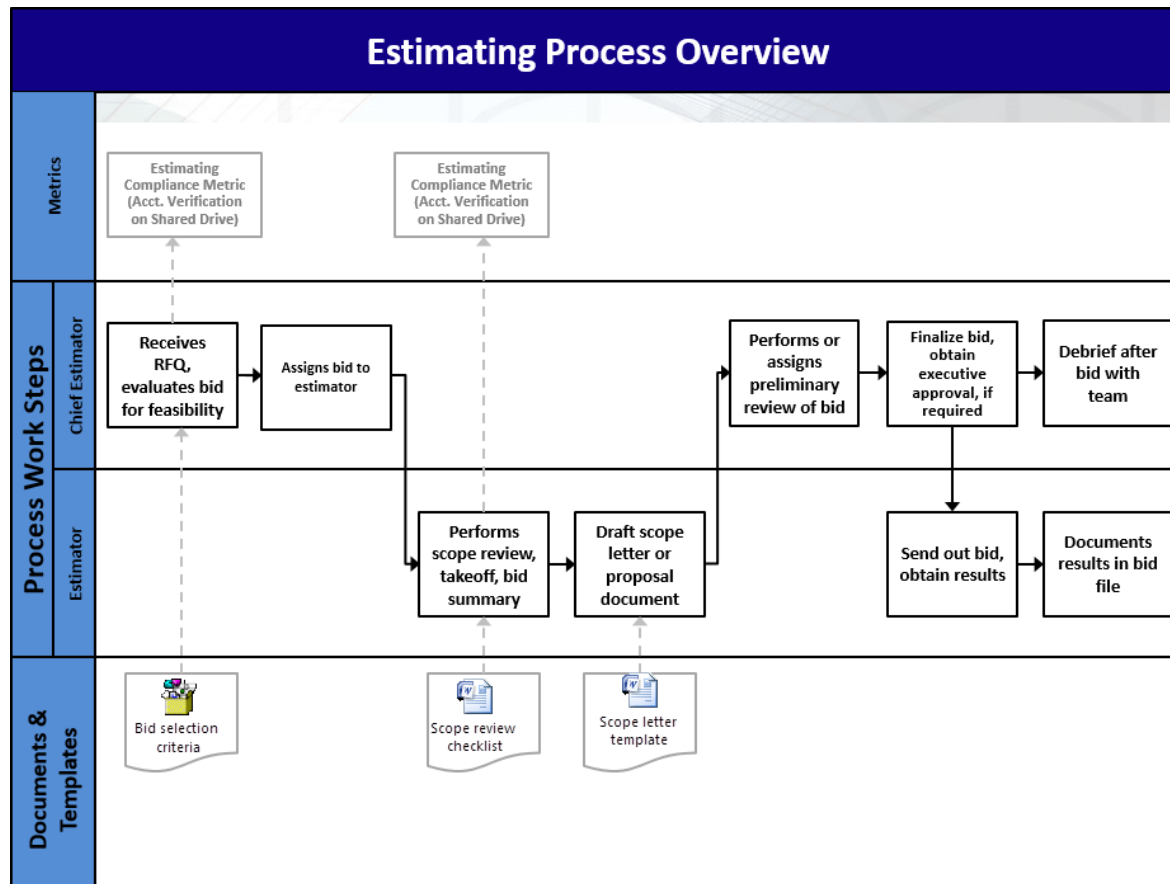 Estimating Process Overview
Metrics
Estimating
Compliance Metric
(Acct. Verification
on Shared Drive)
Estimating
Compliance Metric
(Acct. Verification
on Shared Drive)
Process Work Steps
Chief Estimator
Receives
RFQ,
evaluates bid
for feasibility
Assigns bid to
estimator
Performs or
assigns
preliminary
review of bid
Finalize bid,
obtain
executive
approval, if
required
Debrief after
bid with
team
Estimator
Performs
scope review,
takeoff, bid
summary
Draft scope
letter or
proposal
document
Send out bid,
obtain results
Documents
results in bid
file
Documents &
Templates
Bid selection
criteria
W
Scope review
checklist
W
Scope letter
template